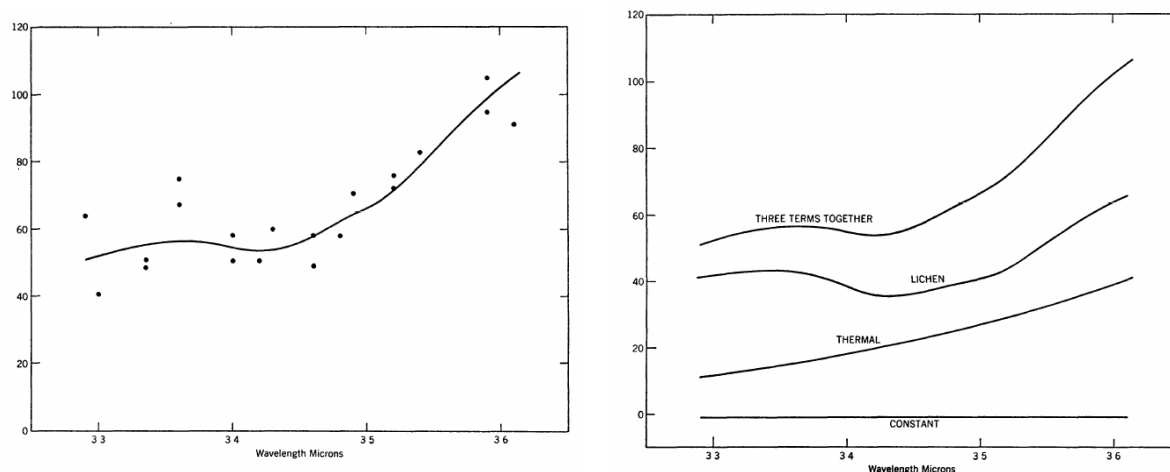 120
100
80
60
40
20
0
3 3 3 4 3 5 3 6
Wavelength Microns
120
100
80
60
THREE TERMS TOGETHER
40
LICHEN
THERMAL
20
0
CONSTANT
3 3 3 4 3 5 3 6
Wavelength Microns